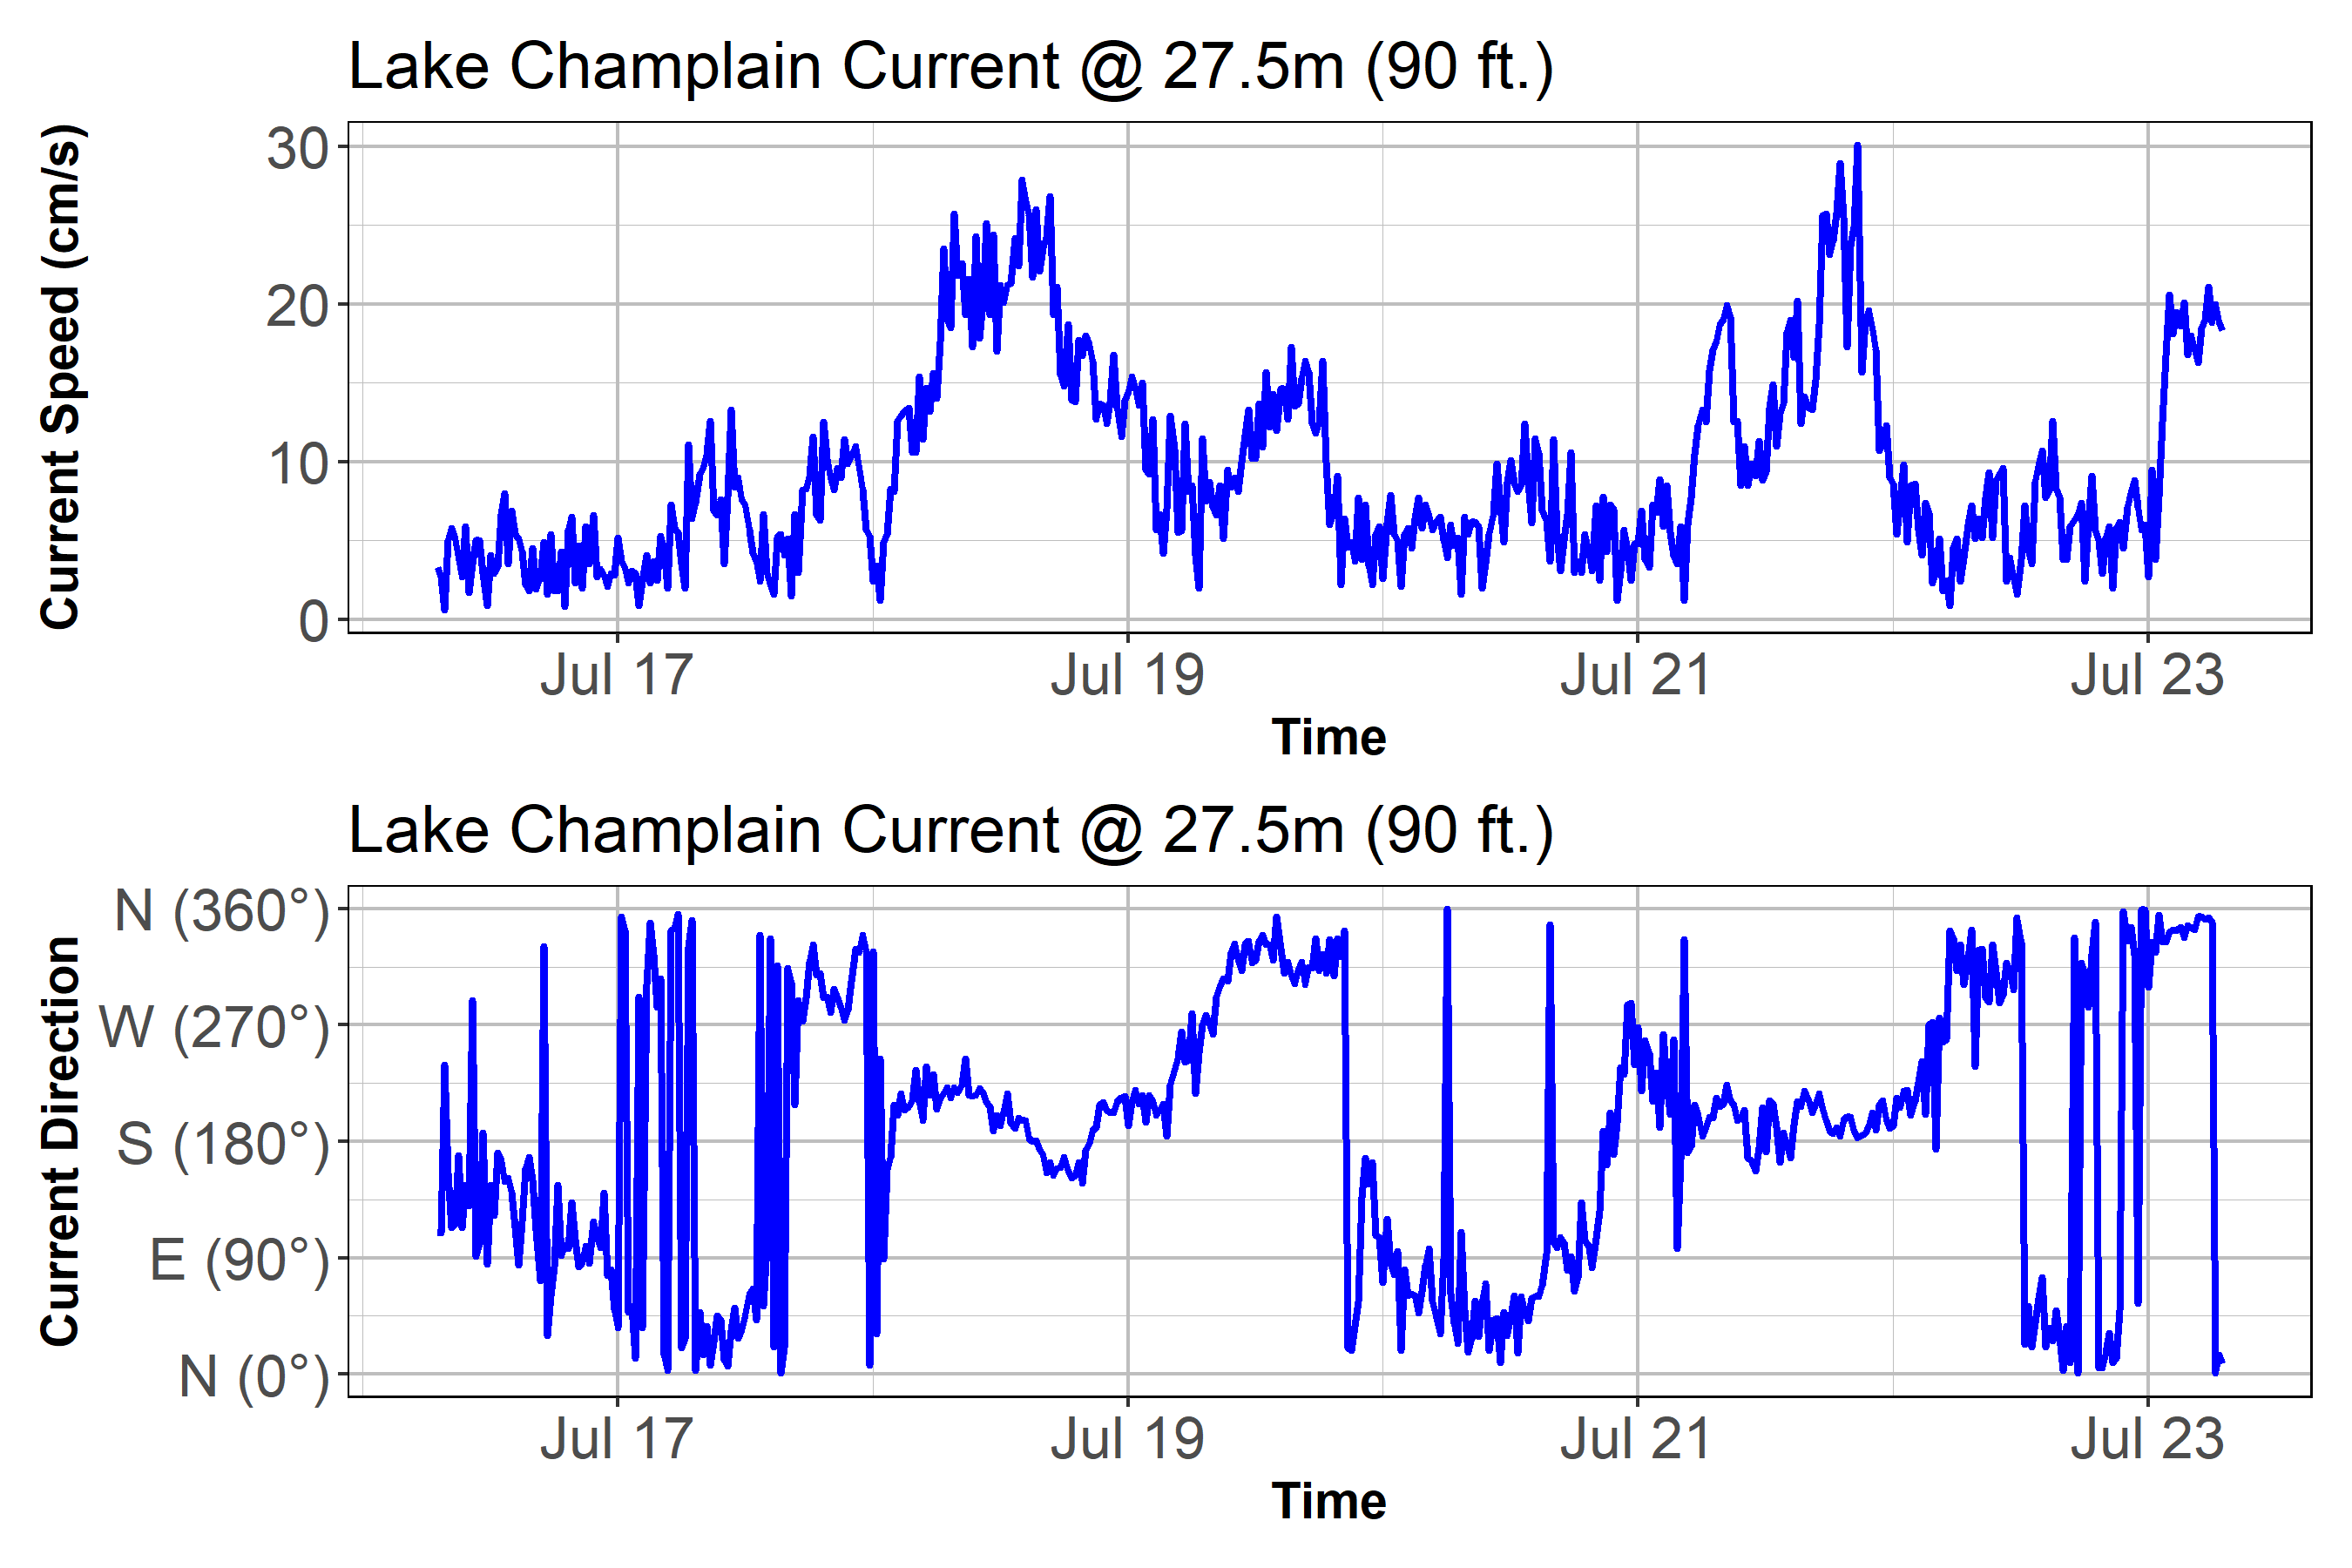 Lake Champlain Current @ 27.5m (90 ft.)
Current Speed (cm/s)
30
20
10
0
Jul 17 Jul 19 Jul 21 Jul 23
Time
Lake Champlain Current @ 27.5m (90 ft.)
Current Direction
N (360°)
W (270°)
S (180°)
E (90°)
N (0°)
Jul 17 Jul 19 Jul 21 Jul 23
Time